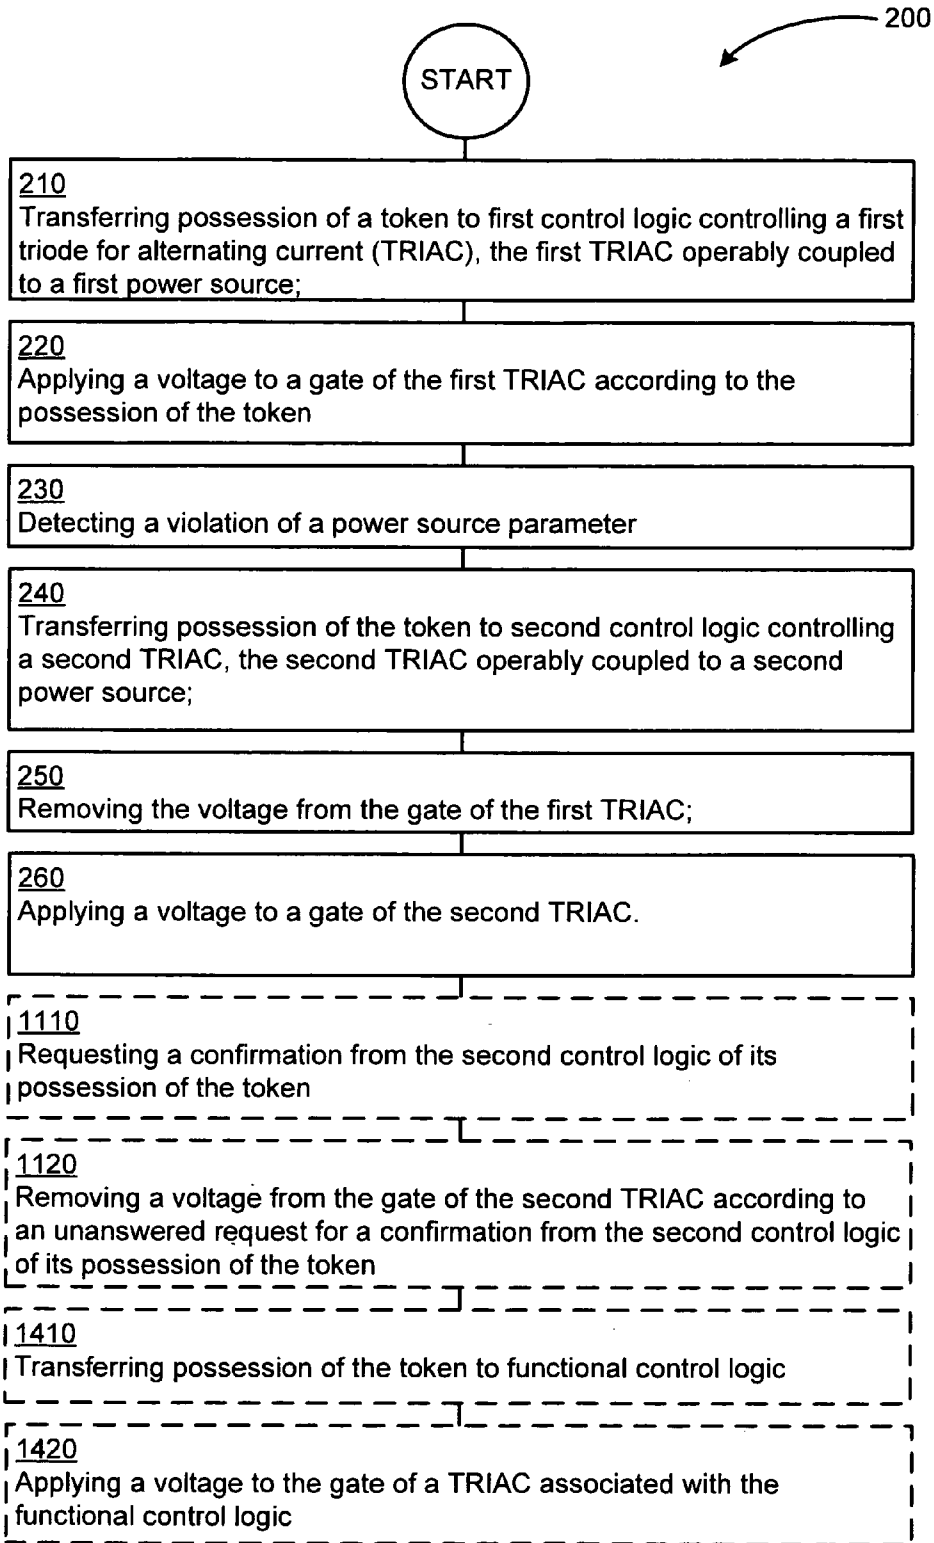 200
START
210
Transferring possession of a token to first control logic controlling a first
triode for alternating current (TRIAC), the first TRIAC operably coupled
to a first power source;
220
Applying a voltage to a gate of the first TRIAC according to the
possession of the token
230
Detecting a violation of a power source parameter
240
Transferring possession of the token to second control logic controlling
a second TRIAC, the second TRIAC operably coupled to a second
power source;
250
Removing the voltage from the gate of the first TRIAC;
260
Applying a voltage to a gate of the second TRIAC.
1110
Requesting a confirmation from the second control logic of its
possession of the token
1120
Removing a voltage from the gate of the second TRIAC according to
an unanswered request for a confirmation from the second control logic
of its possession of the token
1410
Transferring possession of the token to functional control logic
1420
Applying a voltage to the gate of a TRIAC associated with the
functional control logic